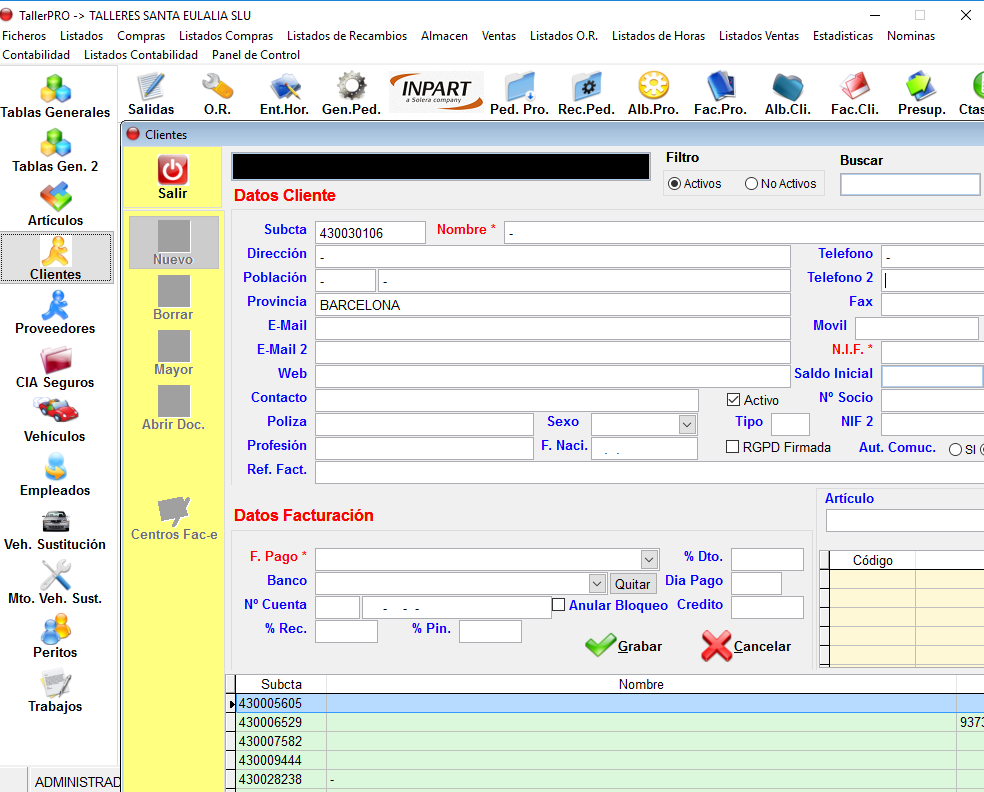 TallerPRO -> TALLERES SANTA EULALIA SLU
Ficheros Listados Compras Listados Compras Listados de Recambios Almacen Ventas Listados O.R. Listados de Horas Listados Ventas Estadisticas Nominas
Contabilidad Listados Contabilidad Panel de Control
Tablas Generales
Tablas Gen. 2
Artículos
Clientes
Proveedores
CIA Seguros
Vehículos
Empleados
Veh. Sustitución
Mto. Veh. Sust.
Peritos
Trabajos
ADMINISTRAD
Salidas O.R. Ent.Hor. Gen.Ped. INPART a Solera company Ped. Pro. Rec.Ped. Alb.Pro. Fac.Pro. Alb.Cli. Fac.Cli. Presup. Ctas
Clientes
Salir
Nuevo
Borrar
Mayor
Abrir Doc.
Centros Fac-e
Filtro
Activos No Activos
Buscar
Datos Cliente
Subcta 430030106 Nombre * -
Dirección - Telefono -
Población - - Telefono 2
Provincia BARCELONA Fax
E-Mail Movil
E-Mail 2 N.I.F. *
Web Saldo Inicial
Contacto Activo Nº Socio
Poliza Sexo Tipo NIF 2
Profesión F. Naci. . . RGPD Firmada Aut. Comuc. SI
Ref. Fact.
Datos Facturación
F. Pago * % Dto.
Banco Quitar Dia Pago
Nº Cuenta - - - Anular Bloqueo Credito
% Rec. % Pin.
Grabar Cancelar
Artículo
Código
Subcta Nombre
430005605
430006529 9373
430007582
430009444
430028238 -